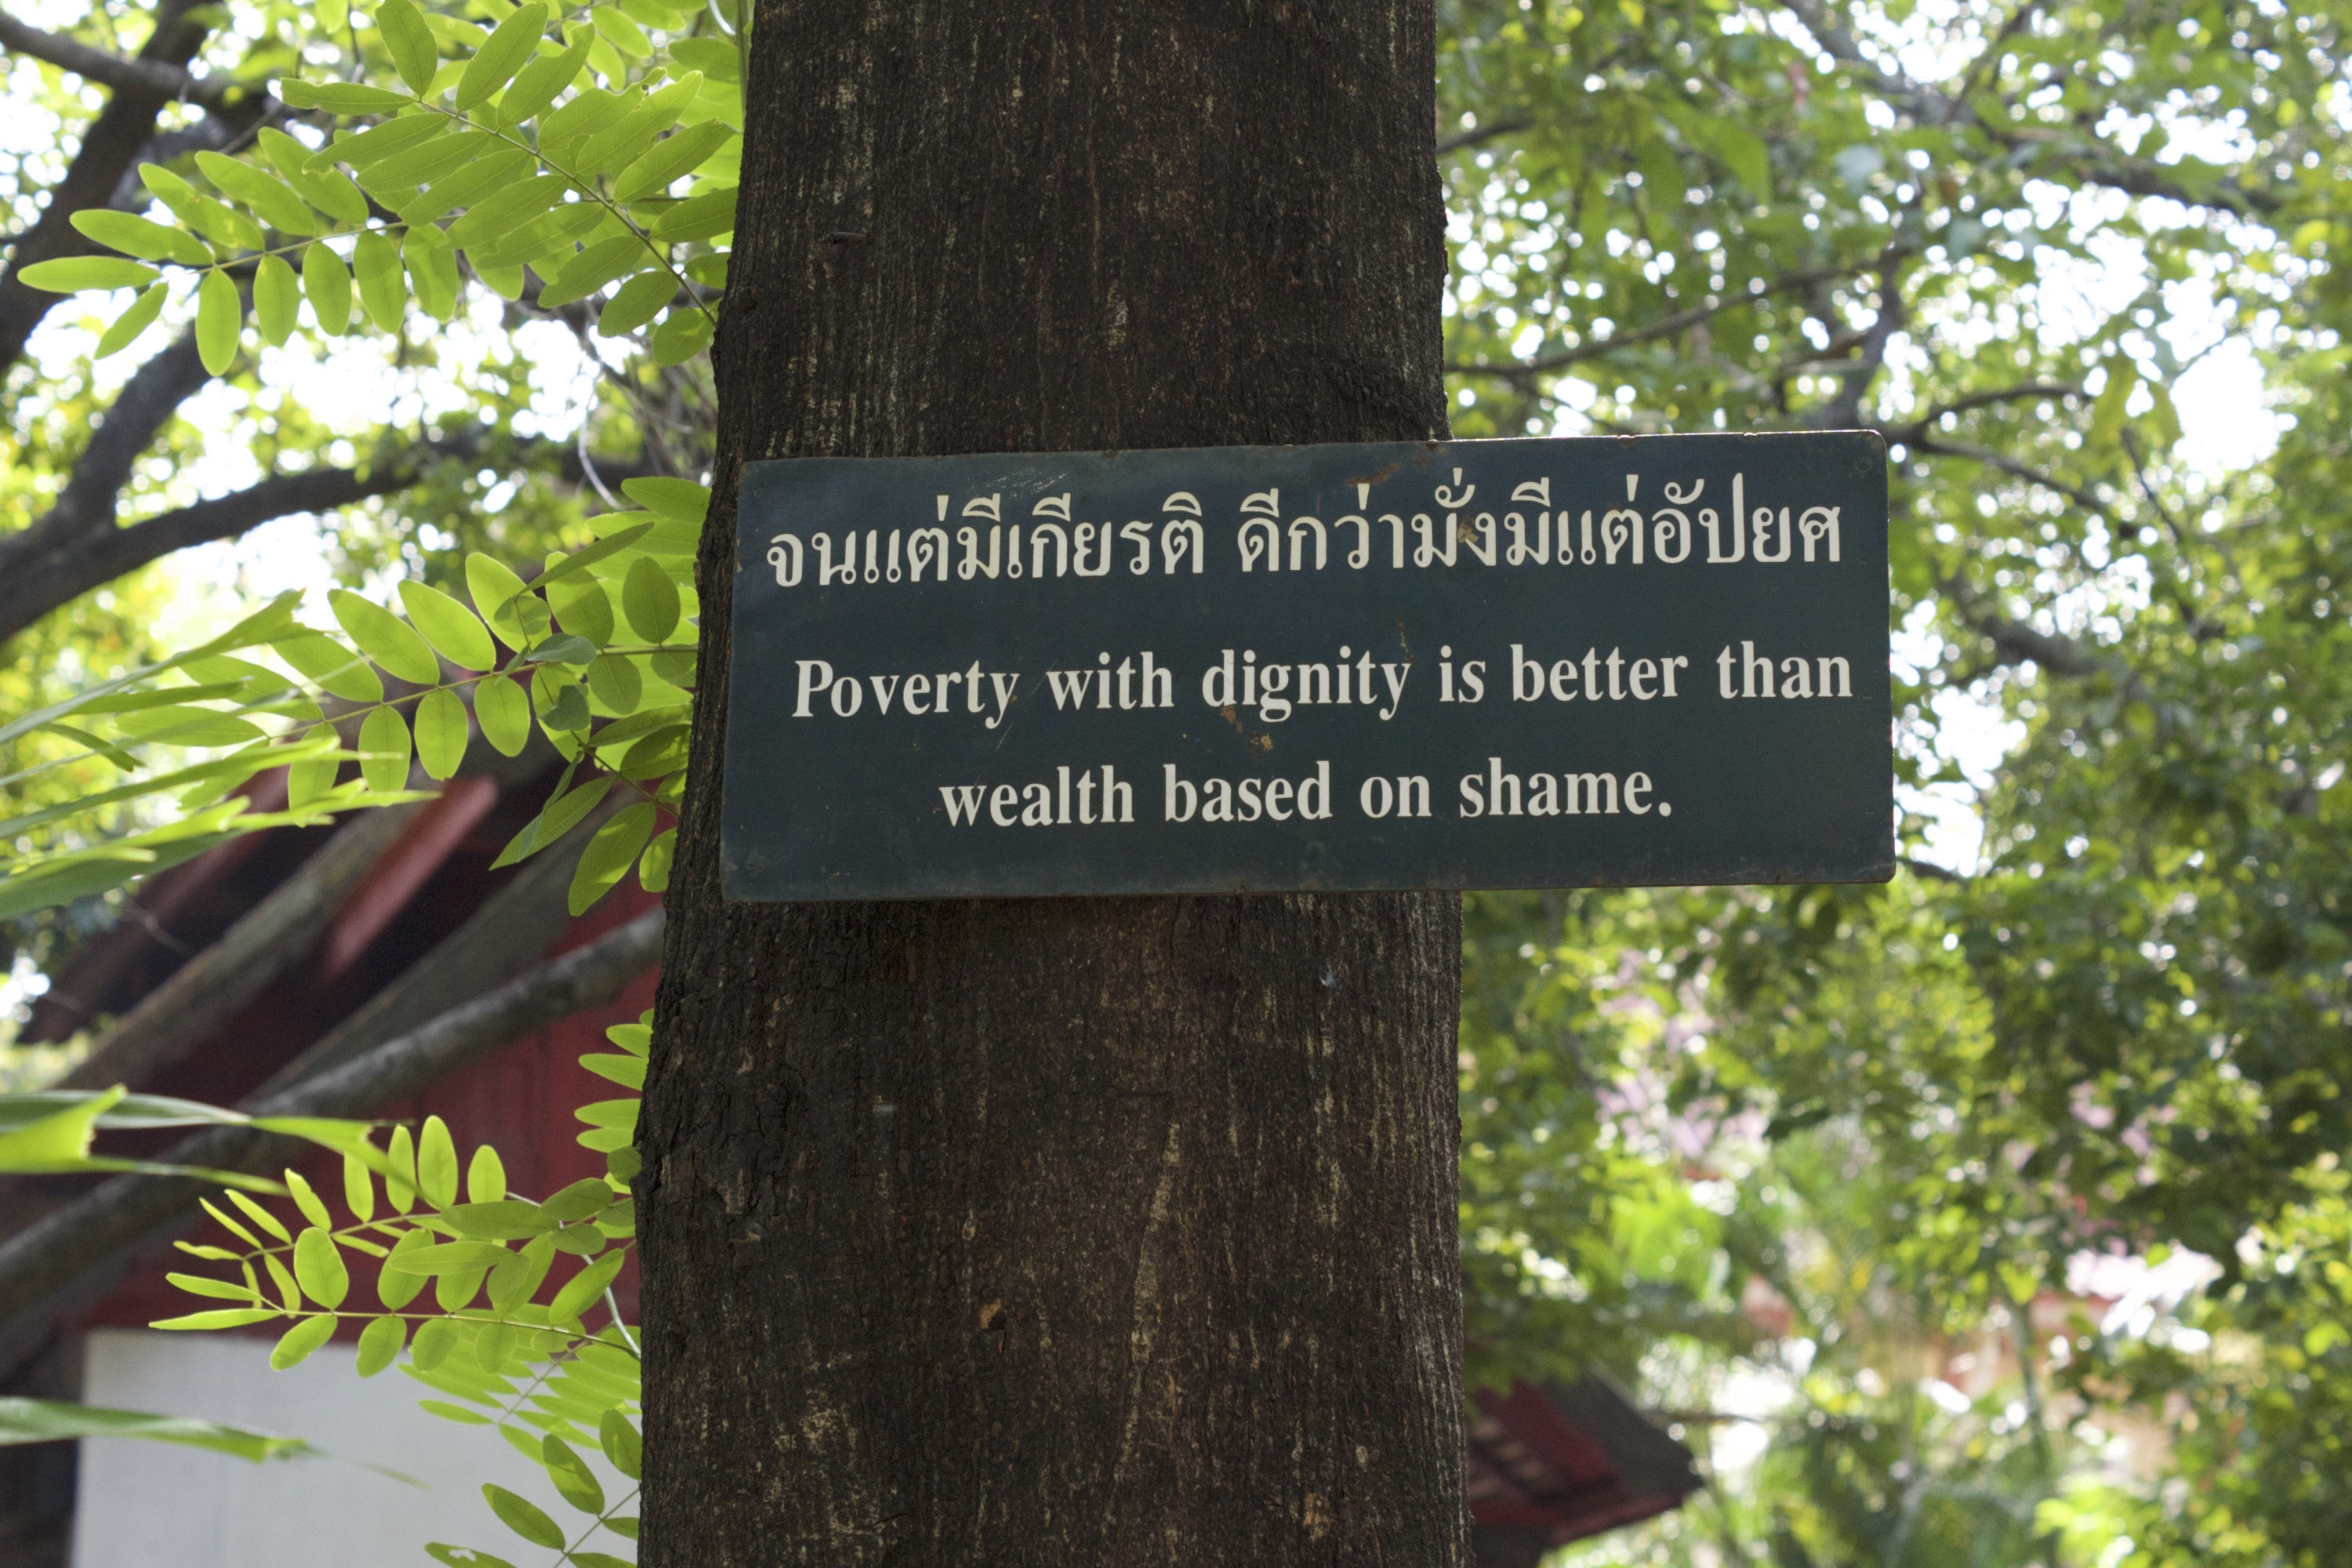 จนแต่มีเกียรติ ดีกว่ามั่งมีแต่อัปยศ
Poverty with dignity is better than
wealth based on shame.